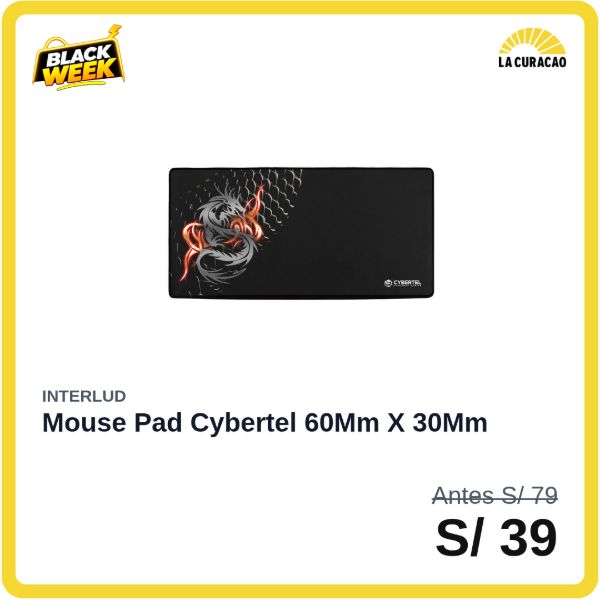 BLACK
WEEK
LA CURACAO
CYBERTEL
INTERLUD
Mouse Pad Cybertel 60Mm X 30Mm
Antes S/ 79
S/ 39